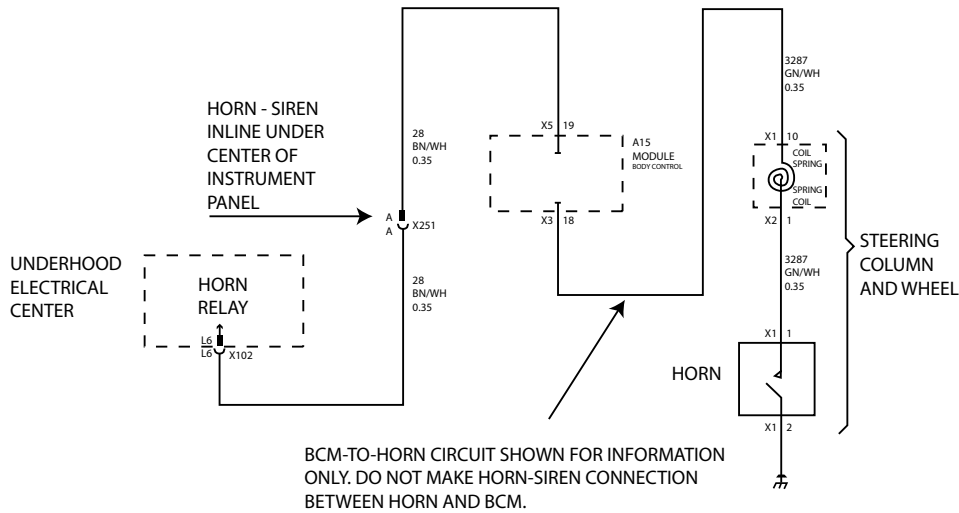 3287
GN/WH
0.35
HORN - SIREN
INLINE UNDER
CENTER OF
INSTRUMENT
PANEL
28
BN/WH
0.35
X5 19
A15
MODULE
BODY CONTROL
X1 10
COIL
SPRING
SPRING
COIL
X2 1
A
A X251
X3 18
STEERING
COLUMN
AND WHEEL
UNDERHOOD
ELECTRICAL
CENTER
HORN
RELAY
28
BN/WH
0.35
3287
GN/WH
0.35
L6
L6 X102
X1 1
HORN
X1 2
BCM-TO-HORN CIRCUIT SHOWN FOR INFORMATION
ONLY. DO NOT MAKE HORN-SIREN CONNECTION
BETWEEN HORN AND BCM.